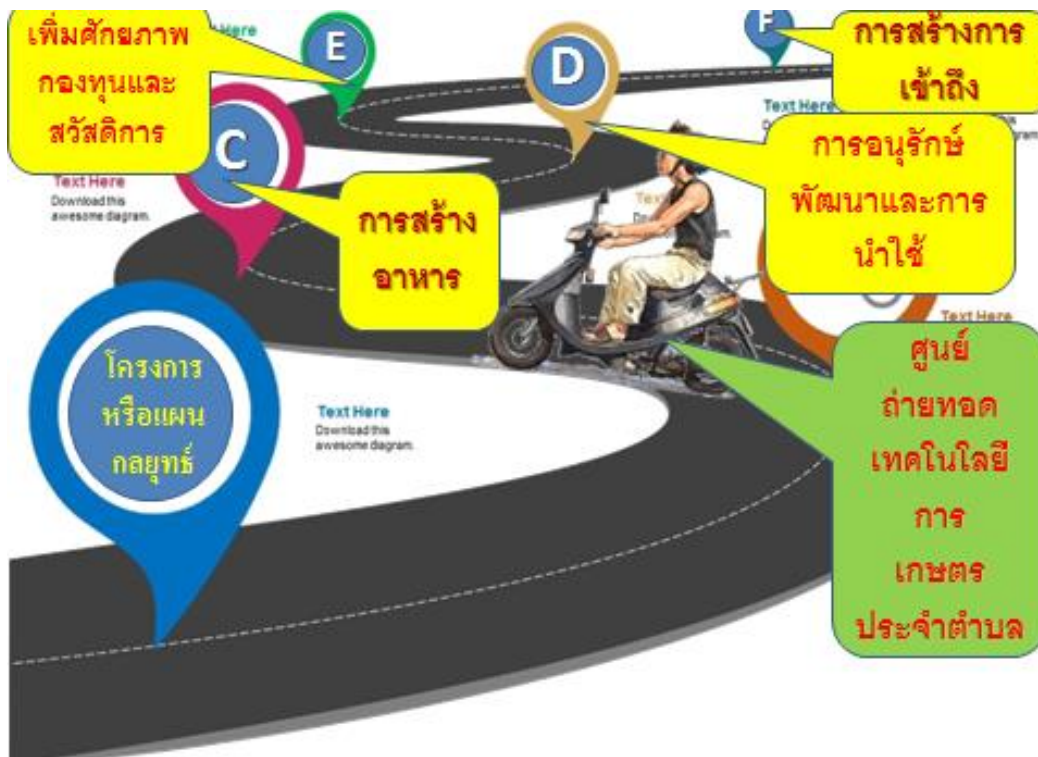 เพิ่มศักยภาพ
กองทุนและ
สวัสดิการ
Here
E
D
F
การสร้างการ
เข้าถึง
Text Here
C
Text Here
Download this
awesome diagram.
การสร้าง
อาหาร
การอนุรักษ์
พัฒนาและการ
นำใช้
Text Here
ศูนย์
ถ่ายทอด
เทคโนโลยี
การ
เกษตร
ประจำตำบล
โครงการ
หรือแผน
กลยุทธ์
Text Here
Download this
awesome diagram.